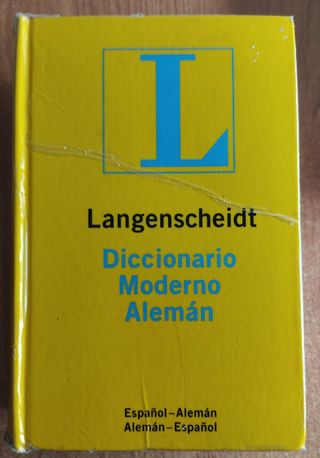 L
Langenscheidt
Diccionario
Moderno
Alemán
Español–Alemán
Alemán–Español